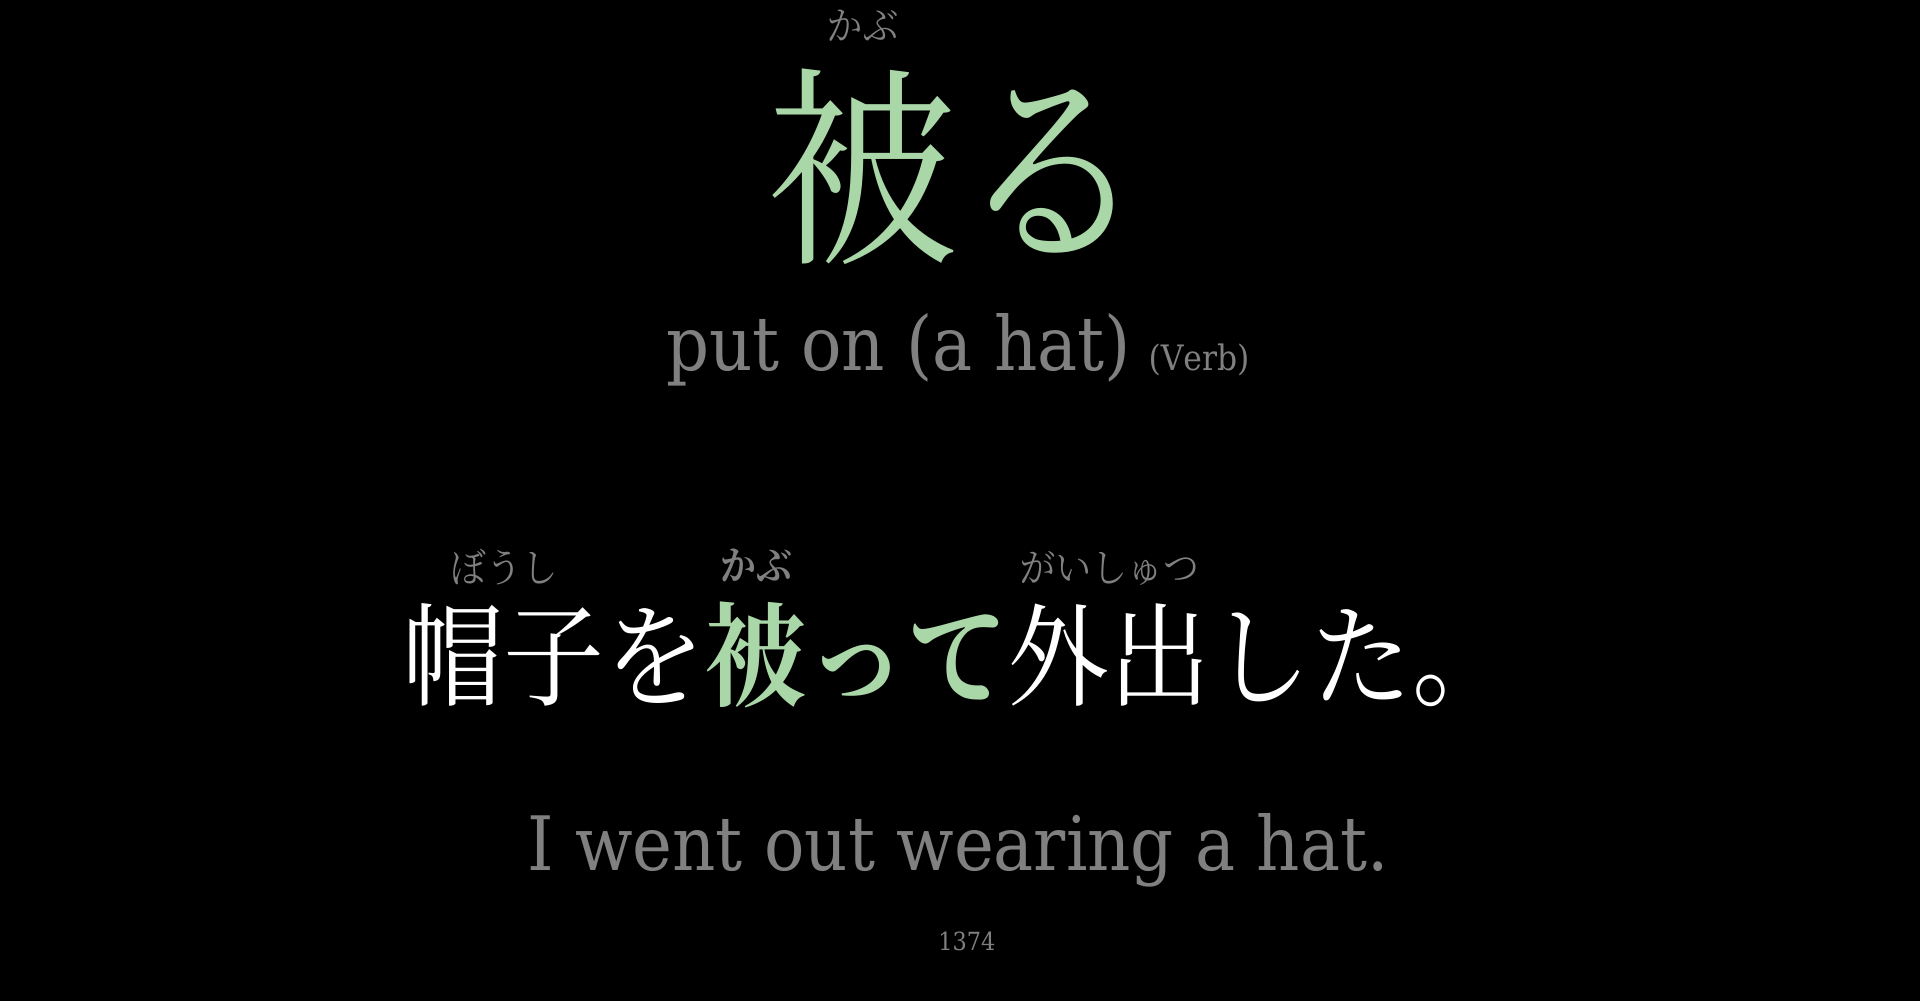 かぶ
被る
put on (a hat) (Verb)
ぼうし かぶ がいしゅつ
帽子を被って外出した。
I went out wearing a hat.
1374